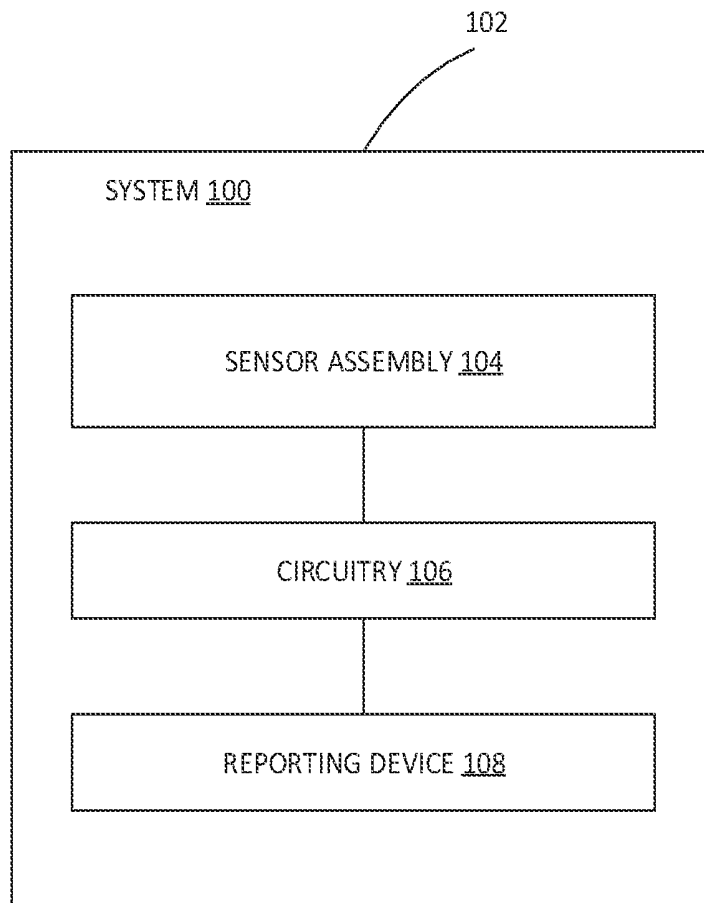 102
SYSTEM 100
SENSOR ASSEMBLY 104
CIRCUITRY 106
REPORTING DEVICE 108